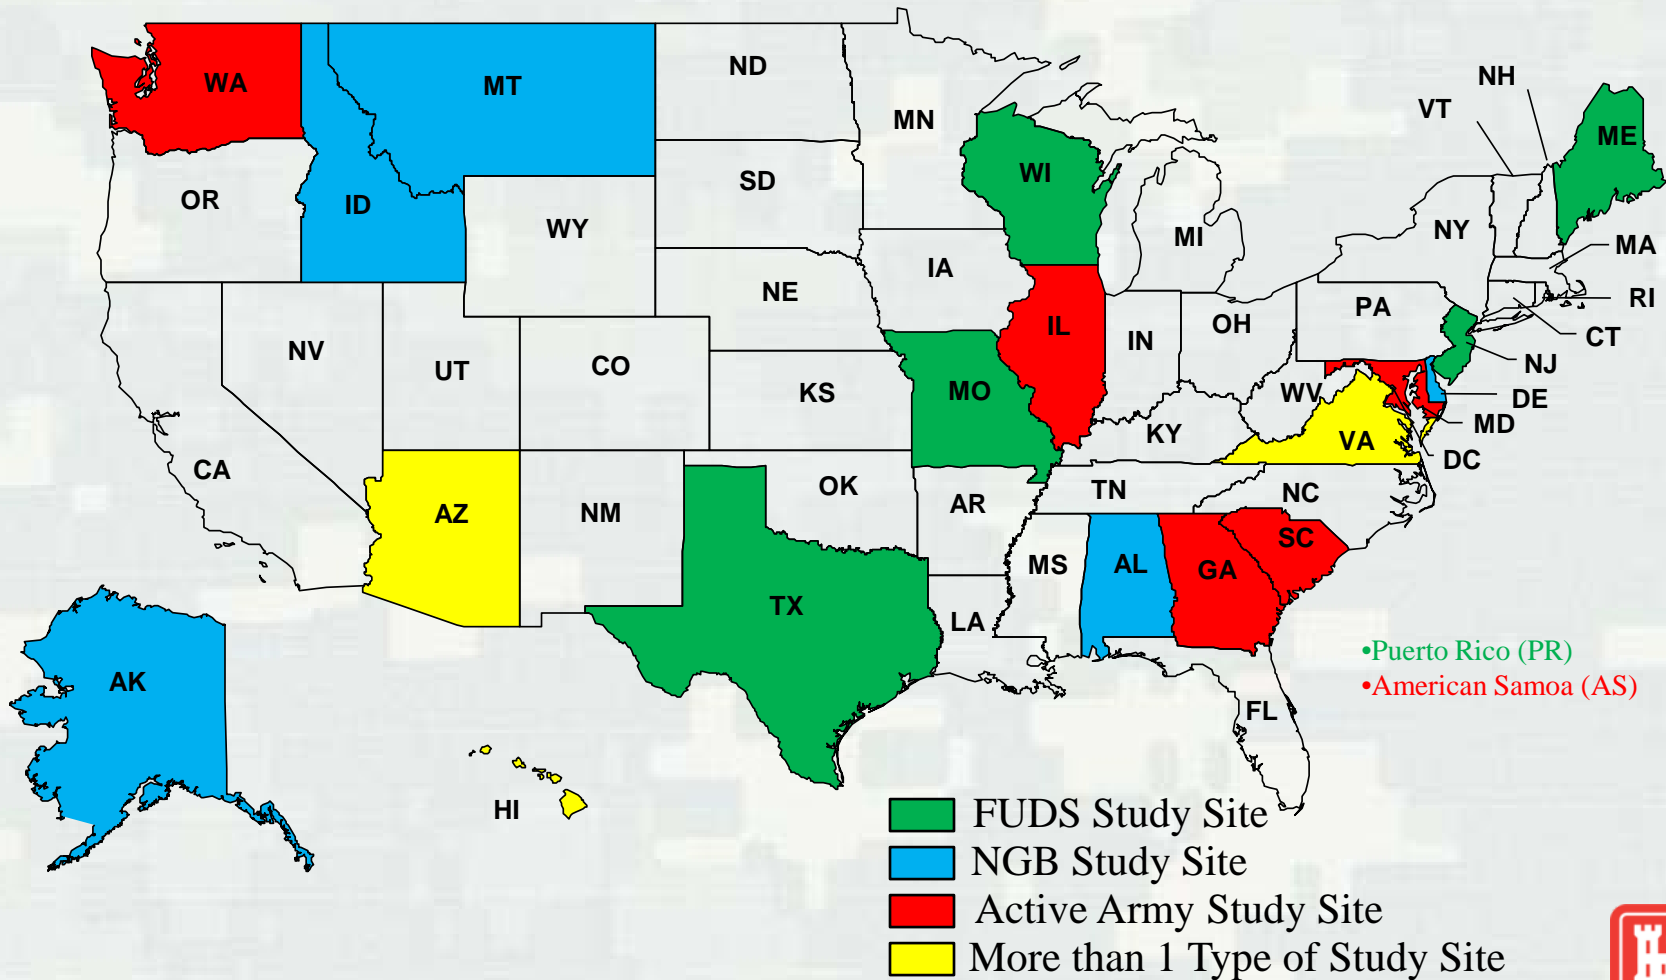 NH
VT
WA
MT
ND
MN
ME
WI
OR
ID
SD
WY
MI
NY
MA
IA
NE
PA
RI
IL
OH
CT
NV
IN
UT
CO
NJ
KS
MO
WV
DE
MD
KY
VA
CA
DC
OK
TN
NC
AZ
NM
AR
SC
MS
AL
GA
TX
LA
•Puerto Rico (PR)
•American Samoa (AS)
AK
FL
HI
FUDS Study Site
NGB Study Site
Active Army Study Site
More than 1 Type of Study Site